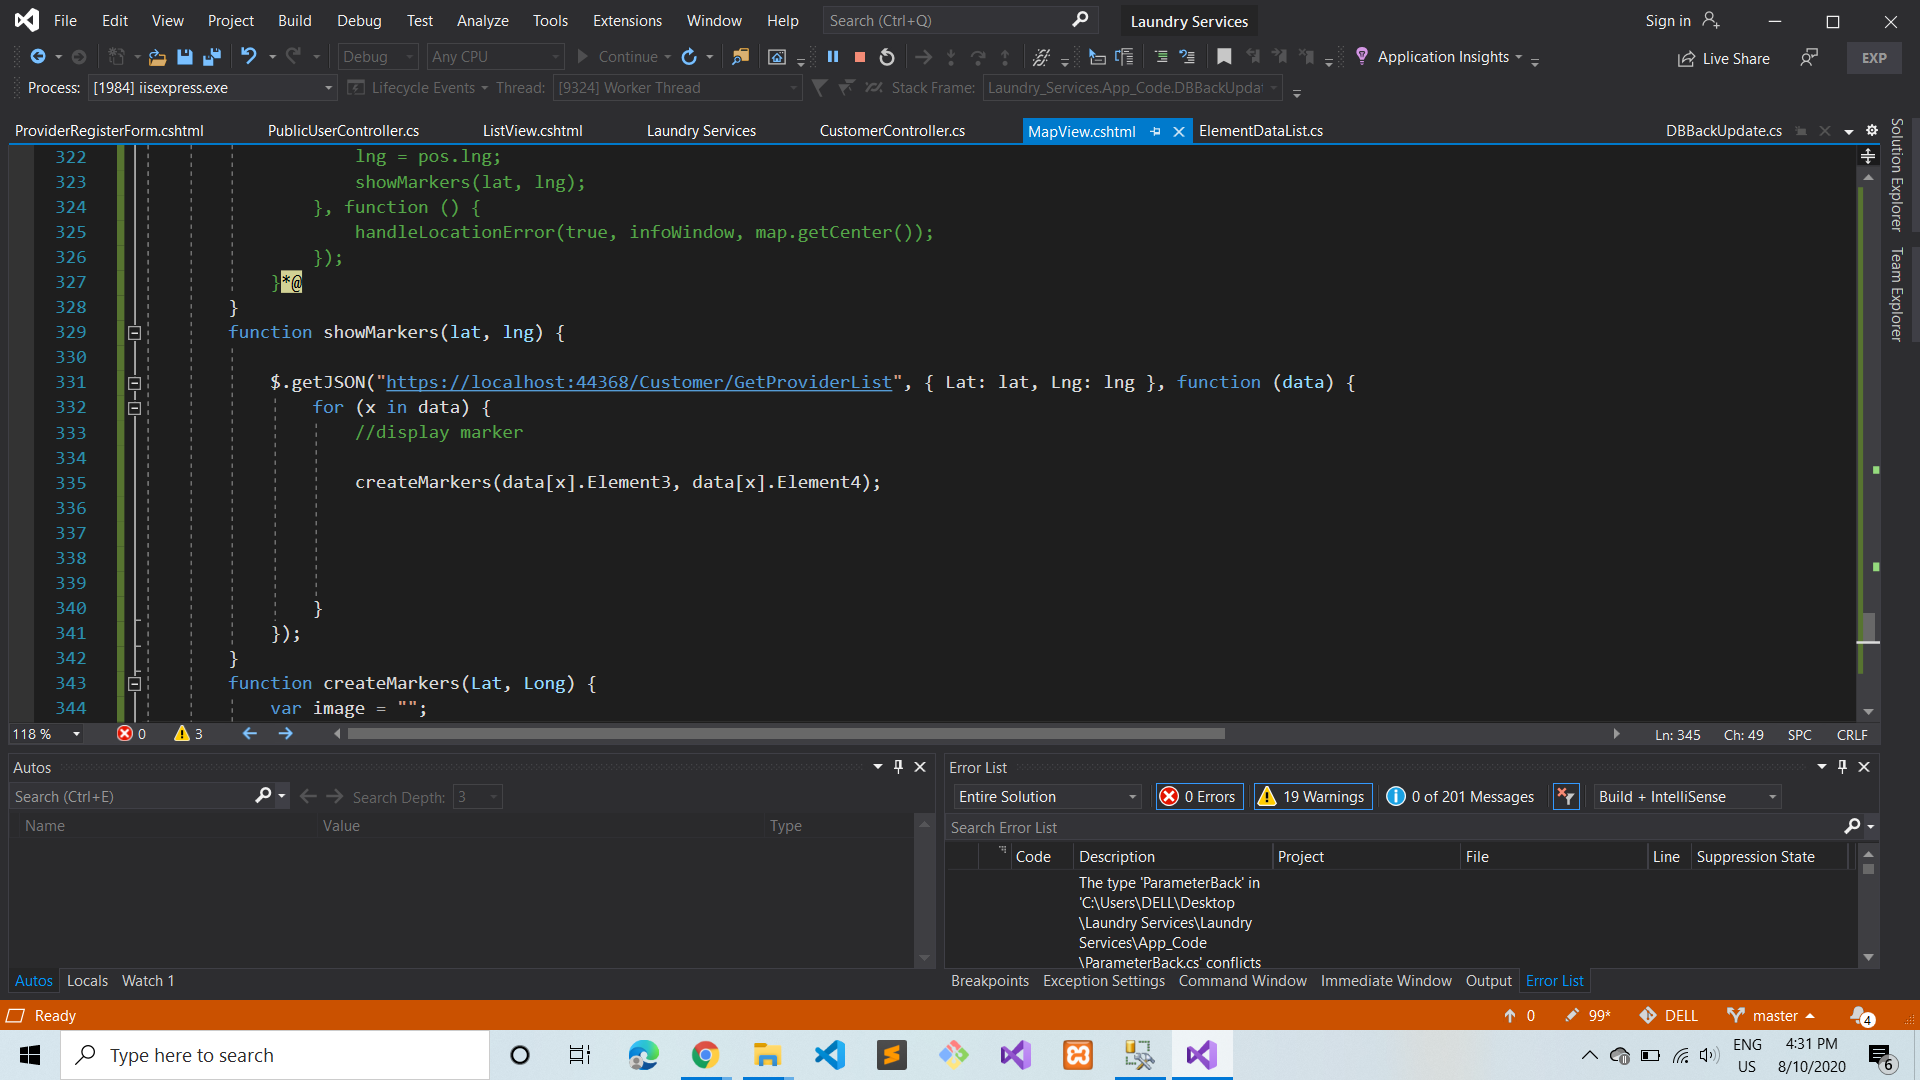 File Edit View Project Build Debug Test Analyze Tools Extensions Window Help Search (Ctrl+Q) Laundry Services Sign in
Debug Any CPU Continue Application Insights Live Share EXP
Process: [1984] iisexpress.exe Lifecycle Events Thread: [9324] Worker Thread Stack Frame: Laundry_Services.App_Code.DBBackUpdat
ProviderRegisterForm.cshtml PublicUserController.cs ListView.cshtml Laundry Services CustomerController.cs MapView.cshtml ElementDataList.cs DBBackUpdate.cs
Solution Explorer
Team Explorer
322 lng = pos.lng;
323 showMarkers(lat, lng);
324 }, function () {
325 handleLocationError(true, infoWindow, map.getCenter());
326 });
327 }*@
328 }
329 function showMarkers(lat, lng) {
330
331 $.getJSON("https://localhost:44368/Customer/GetProviderList", { Lat: lat, Lng: lng }, function (data) {
332 for (x in data) {
333 //display marker
334
335 createMarkers(data[x].Element3, data[x].Element4);
336
337
338
339
340 }
341 });
342 }
343 function createMarkers(Lat, Long) {
344 var image = "";
118 % 0 3 Ln: 345 Ch: 49 SPC CRLF
Autos
Search (Ctrl+E) Search Depth: 3
Name Value Type
Autos Locals Watch 1
Error List
Entire Solution 0 Errors 19 Warnings 0 of 201 Messages Build + IntelliSense
Search Error List
Code Description Project File Line Suppression State
The type 'ParameterBack' in
'C:\Users\DELL\Desktop
\Laundry Services\Laundry
Services\App_Code
\ParameterBack.cs' conflicts
Breakpoints Exception Settings Command Window Immediate Window Output Error List
Ready 0 99* DELL master 4
Type here to search ENG US 4:31 PM 8/10/2020 6